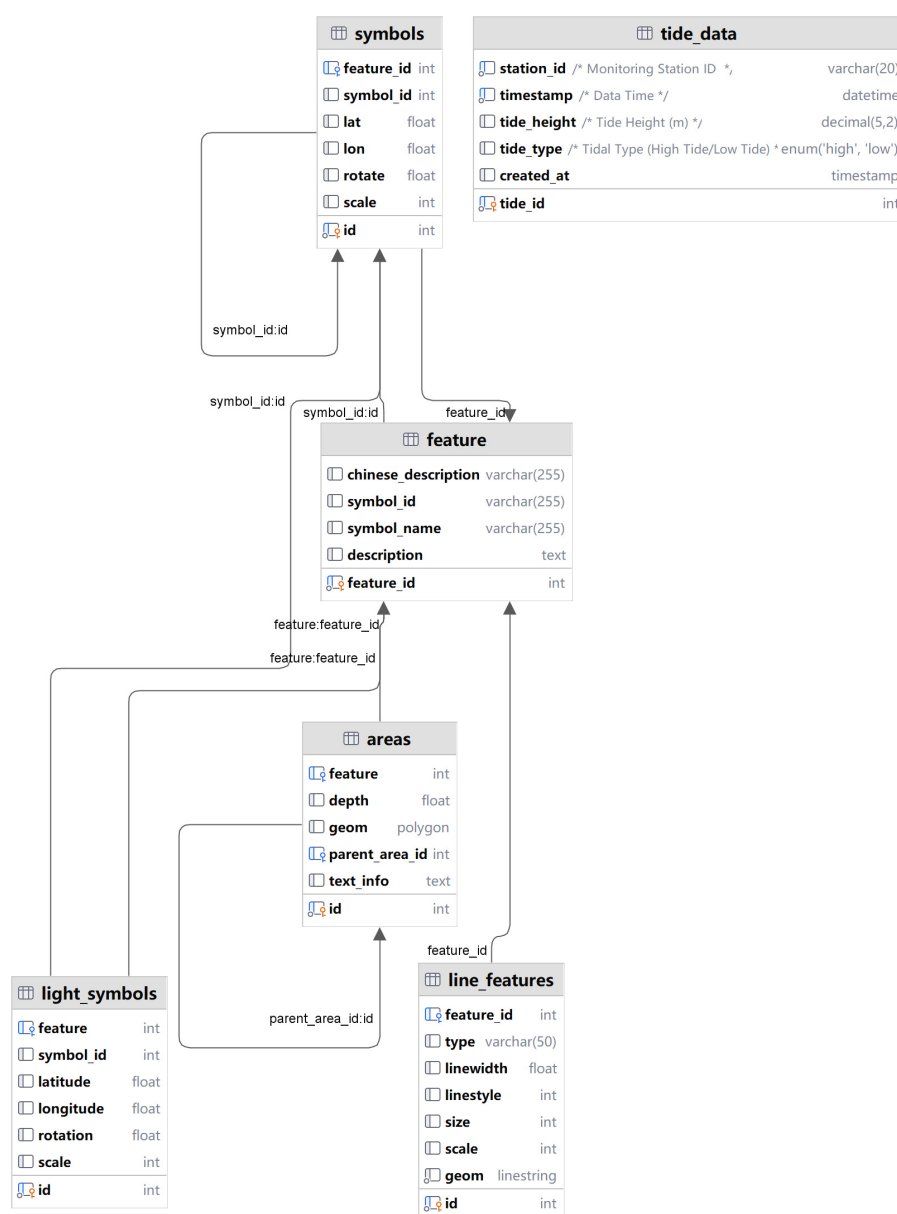 symbols
feature_id int
symbol_id int
lat float
lon float
rotate float
scale int
id int
tide_data
station_id /* Monitoring Station ID */ varchar(20)
timestamp /* Data Time */ datetime
tide_height /* Tide Height (m) */ decimal(5,2)
tide_type /* Tidal Type (High Tide/Low Tide) * enum('high', 'low')
created_at timestamp
tide_id int
symbol_id:id
symbol_id:id
symbol_id:id
feature_id
feature
chinese_description varchar(255)
symbol_id varchar(255)
symbol_name varchar(255)
description text
feature_id int
feature:feature_id
feature:feature_id
areas
feature int
depth float
geom polygon
parent_area_id int
text_info text
id int
parent_area_id:id
feature_id
light_symbols
feature int
symbol_id int
latitude float
longitude float
rotation float
scale int
id int
line_features
feature_id int
type varchar(50)
linewidth float
linestyle int
size int
scale int
geom linestring
id int